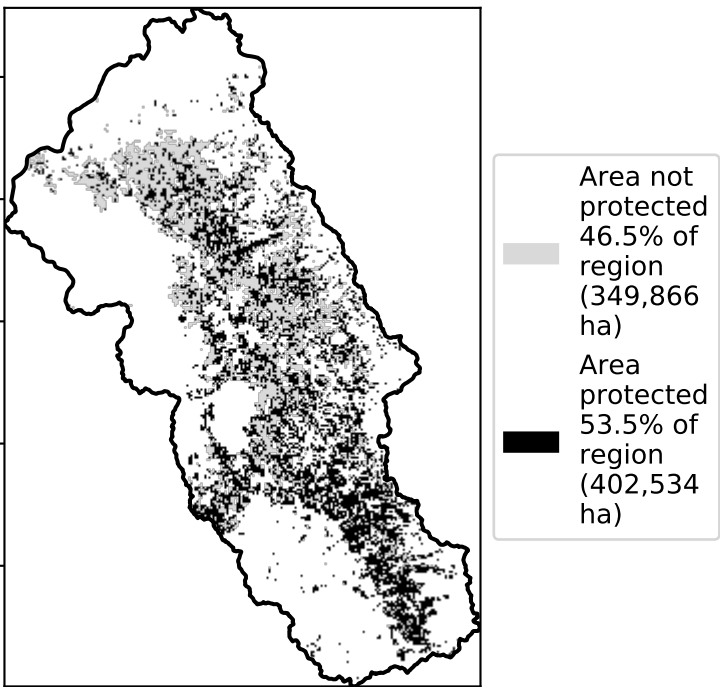 Area not
protected
46.5% of
region
(349,866
ha)
Area
protected
53.5% of
region
(402,534
ha)